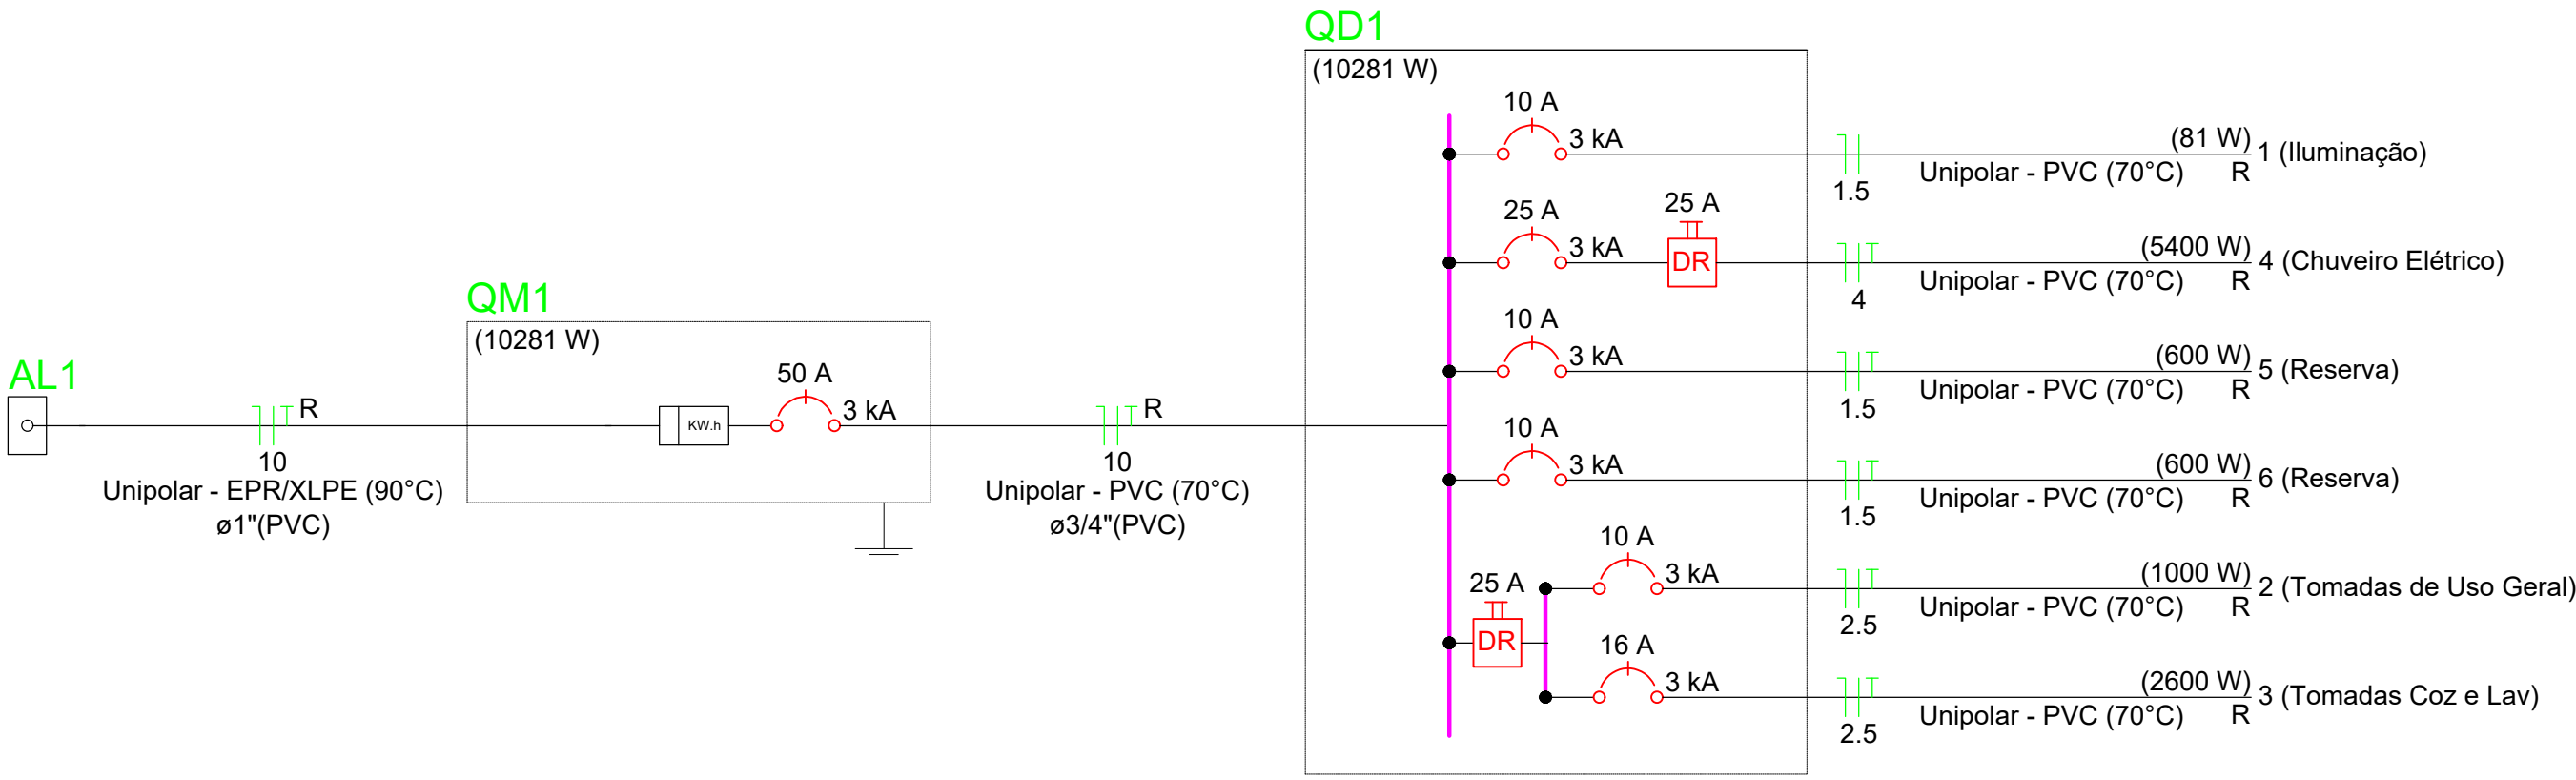 AL1
R
10
Unipolar - EPR/XLPE (90°C)
ø1"(PVC)
QM1
(10281 W)
KW.h
50 A
3 kA
R
10
Unipolar - PVC (70°C)
ø3/4"(PVC)
QD1
(10281 W)
10 A
3 kA
1.5
(81 W)
Unipolar - PVC (70°C) R
1 (Iluminação)
25 A
3 kA
25 A
DR
4
(5400 W)
Unipolar - PVC (70°C) R
4 (Chuveiro Elétrico)
10 A
3 kA
1.5
(600 W)
Unipolar - PVC (70°C) R
5 (Reserva)
10 A
3 kA
1.5
(600 W)
Unipolar - PVC (70°C) R
6 (Reserva)
25 A
DR
10 A
3 kA
2.5
(1000 W)
Unipolar - PVC (70°C) R
2 (Tomadas de Uso Geral)
16 A
3 kA
2.5
(2600 W)
Unipolar - PVC (70°C) R
3 (Tomadas Coz e Lav)